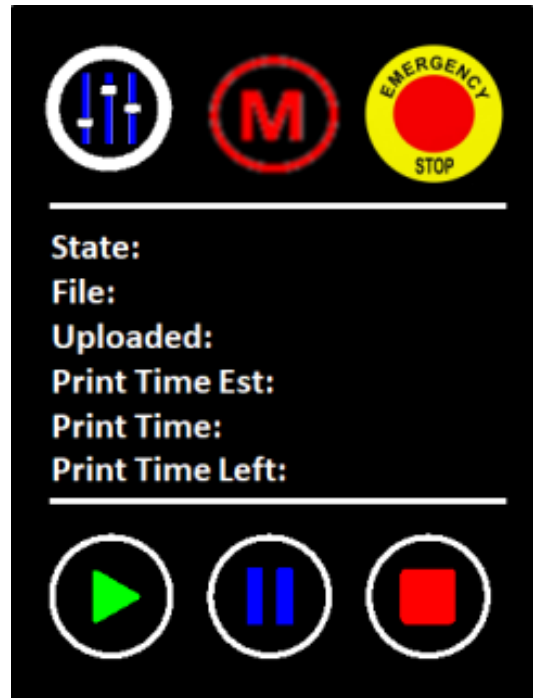 M
EMERGENCY
STOP
State:
File:
Uploaded:
Print Time Est:
Print Time:
Print Time Left: